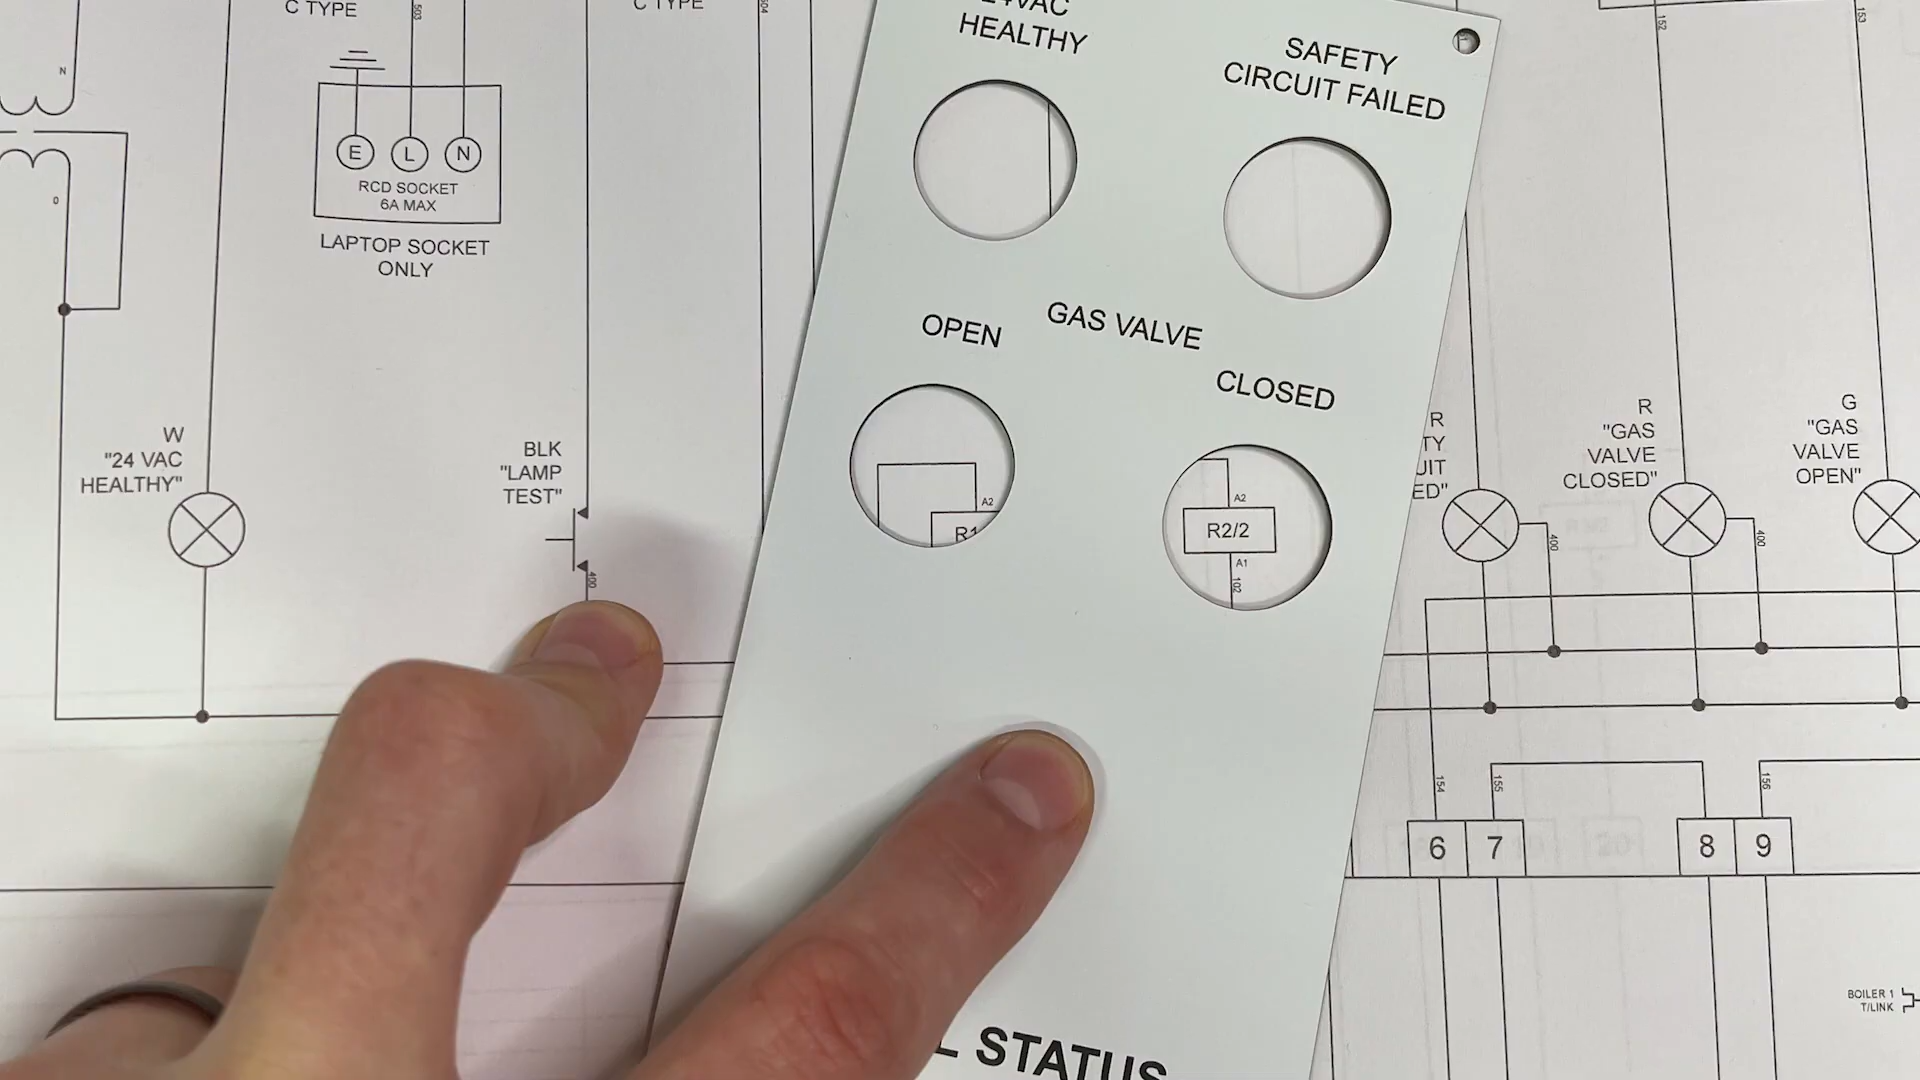 C TYPE
503
C TYPE
504
N
O
E L N
RCD SOCKET
6A MAX
LAPTOP SOCKET
ONLY
W
"24 VAC
HEALTHY"
BLK
"LAMP
TEST"
400
HEALTHY
SAFETY
CIRCUIT FAILED
GAS VALVE
OPEN
CLOSED
A2
R1
A2
R2/2
A1
102
STATUS
152
153
R
R
"GAS
VALVE
CLOSED"
G
"GAS
VALVE
OPEN"
400
400
154
155
156
6 7 8 9
BOILER 1
T/LINK